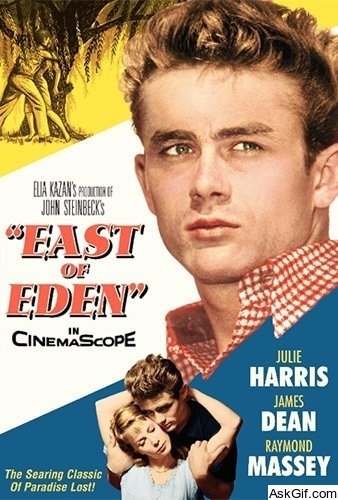 ELIA KAZAN'S PRODUCTION OF
JOHN STEINBECK'S
"EAST
OF
EDEN"
IN
CINEMASCOPE
JULIE
HARRIS
JAMES
DEAN
RAYMOND
MASSEY
The Searing Classic
Of Paradise Lost!
AskGif.com